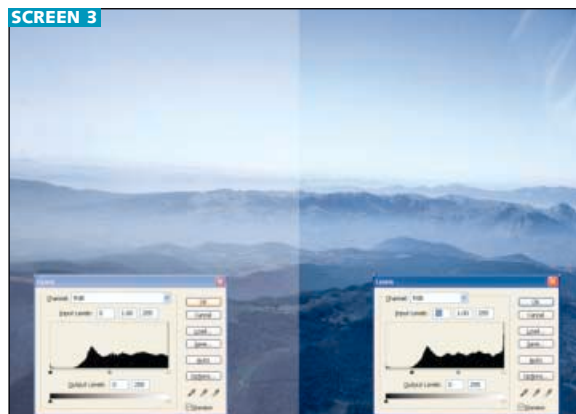 SCREEN 3
Levels
Channel: RGB
OK
Input Levels: 0 1.00 255
Cancel
Load...
Save...
Auto
Options...
Output Levels: 0 255
Preview
Levels
Channel: RGB
OK
Input Levels: 1.00 255
Cancel
Load...
Save...
Auto
Options...
Output Levels: 0 255
Preview